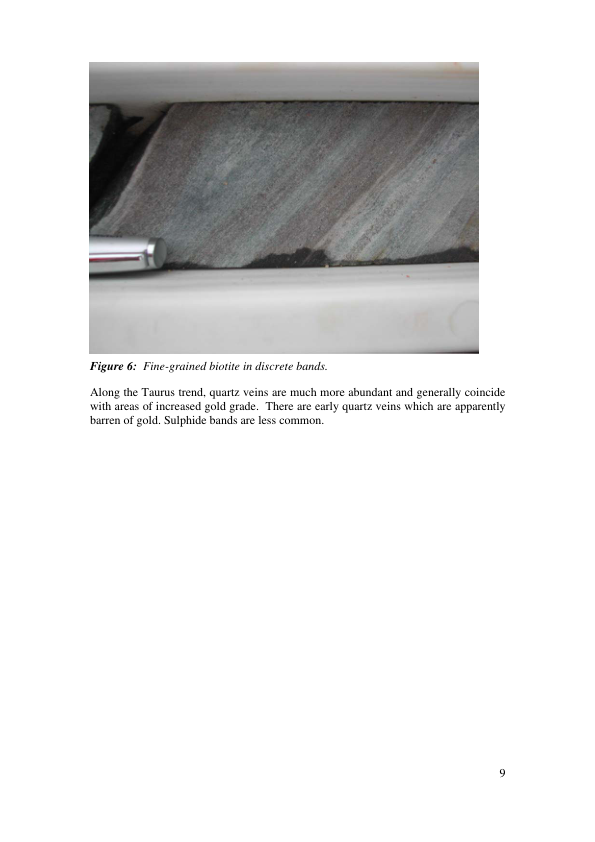 Figure 6:  Fine-grained biotite in discrete bands.
Along the Taurus trend, quartz veins are much more abundant and generally coincide
with areas of increased gold grade.  There are early quartz veins which are apparently
barren of gold. Sulphide bands are less common.
9